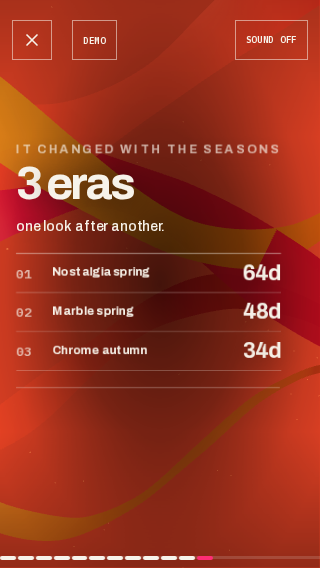 DEMO
SOUND OFF
IT CHANGED WITH THE SEASONS
3 eras
one look after another.
01 Nostalgia spring 64d
02 Marble spring 48d
03 Chrome autumn 34d